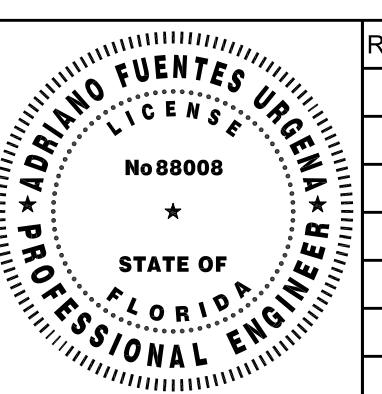 ADRIANO FUENTES URGENA
LICENSE
No 88008
STATE OF
FLORIDA
PROFESSIONAL ENGINEER
R